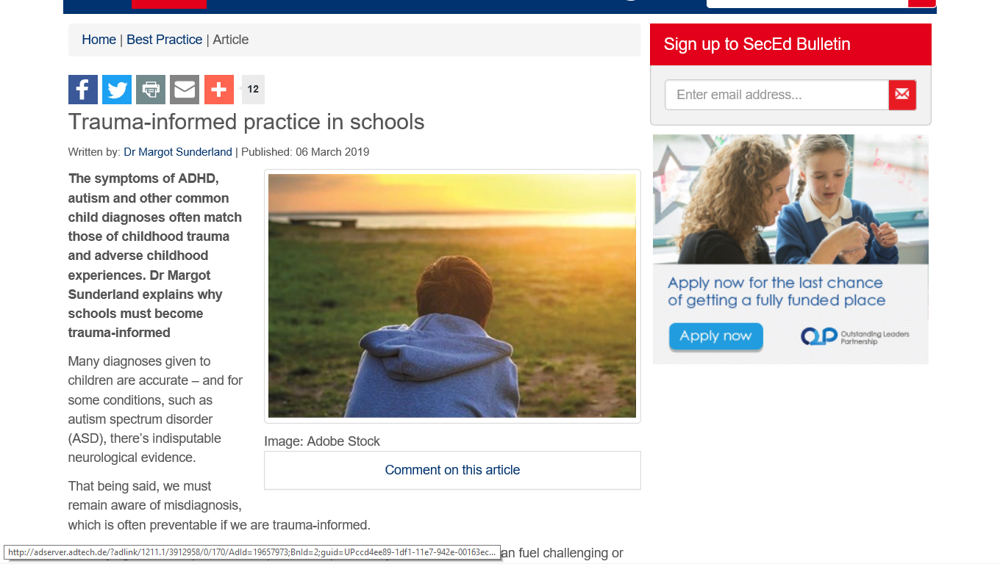 Home | Best Practice | Article
12
Trauma-informed practice in schools
Written by: Dr Margot Sunderland | Published: 06 March 2019
The symptoms of ADHD,
autism and other common
child diagnoses often match
those of childhood trauma
and adverse childhood
experiences. Dr Margot
Sunderland explains why
schools must become
trauma-informed
Many diagnoses given to
children are accurate – and for
some conditions, such as
autism spectrum disorder
(ASD), there's indisputable
neurological evidence.
That being said, we must
remain aware of misdiagnosis,
which is often preventable if we are trauma-informed.
Image: Adobe Stock
Comment on this article
an fuel challenging or
http://adserver.adtech.de/?adlink/1211.1/3912958/0/170/AdId=19657973;BnId=2;guid=UPccd4ee89-1df1-11e7-942e-00163ec...
Sign up to SecEd Bulletin
Enter email address...
Apply now for the last chance
of getting a fully funded place
Apply now
OLP Outstanding Leaders
Partnership